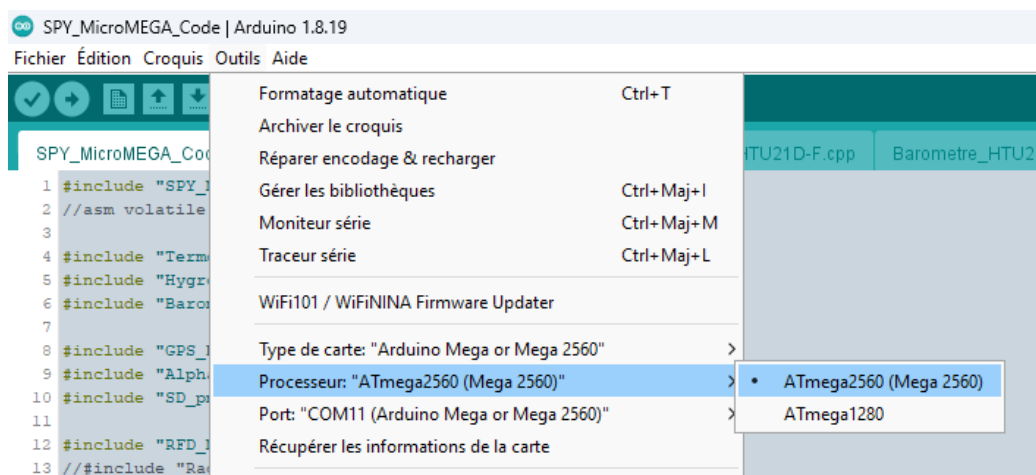 SPY_MicroMEGA_Code | Arduino 1.8.19
Fichier Édition Croquis Outils Aide
SPY_MicroMEGA_Cod
HTU21D-F.cpp
Barometre_HTU2
Formatage automatique Ctrl+T
Archiver le croquis
Réparer encodage & recharger
Gérer les bibliothèques Ctrl+Maj+I
Moniteur série Ctrl+Maj+M
Traceur série Ctrl+Maj+L
WiFi101 / WiFiNINA Firmware Updater
Type de carte: "Arduino Mega or Mega 2560"
Processeur: "ATmega2560 (Mega 2560)"
Port: "COM11 (Arduino Mega or Mega 2560)"
Récupérer les informations de la carte
ATmega2560 (Mega 2560)
ATmega1280
1 #include "SPY_
2 //asm volatile
3
4 #include "Term
5 #include "Hygr
6 #include "Baro
7
8 #include "GPS_
9 #include "Alph
10 #include "SD_p
11
12 #include "RFD_
13 //#include "Ra